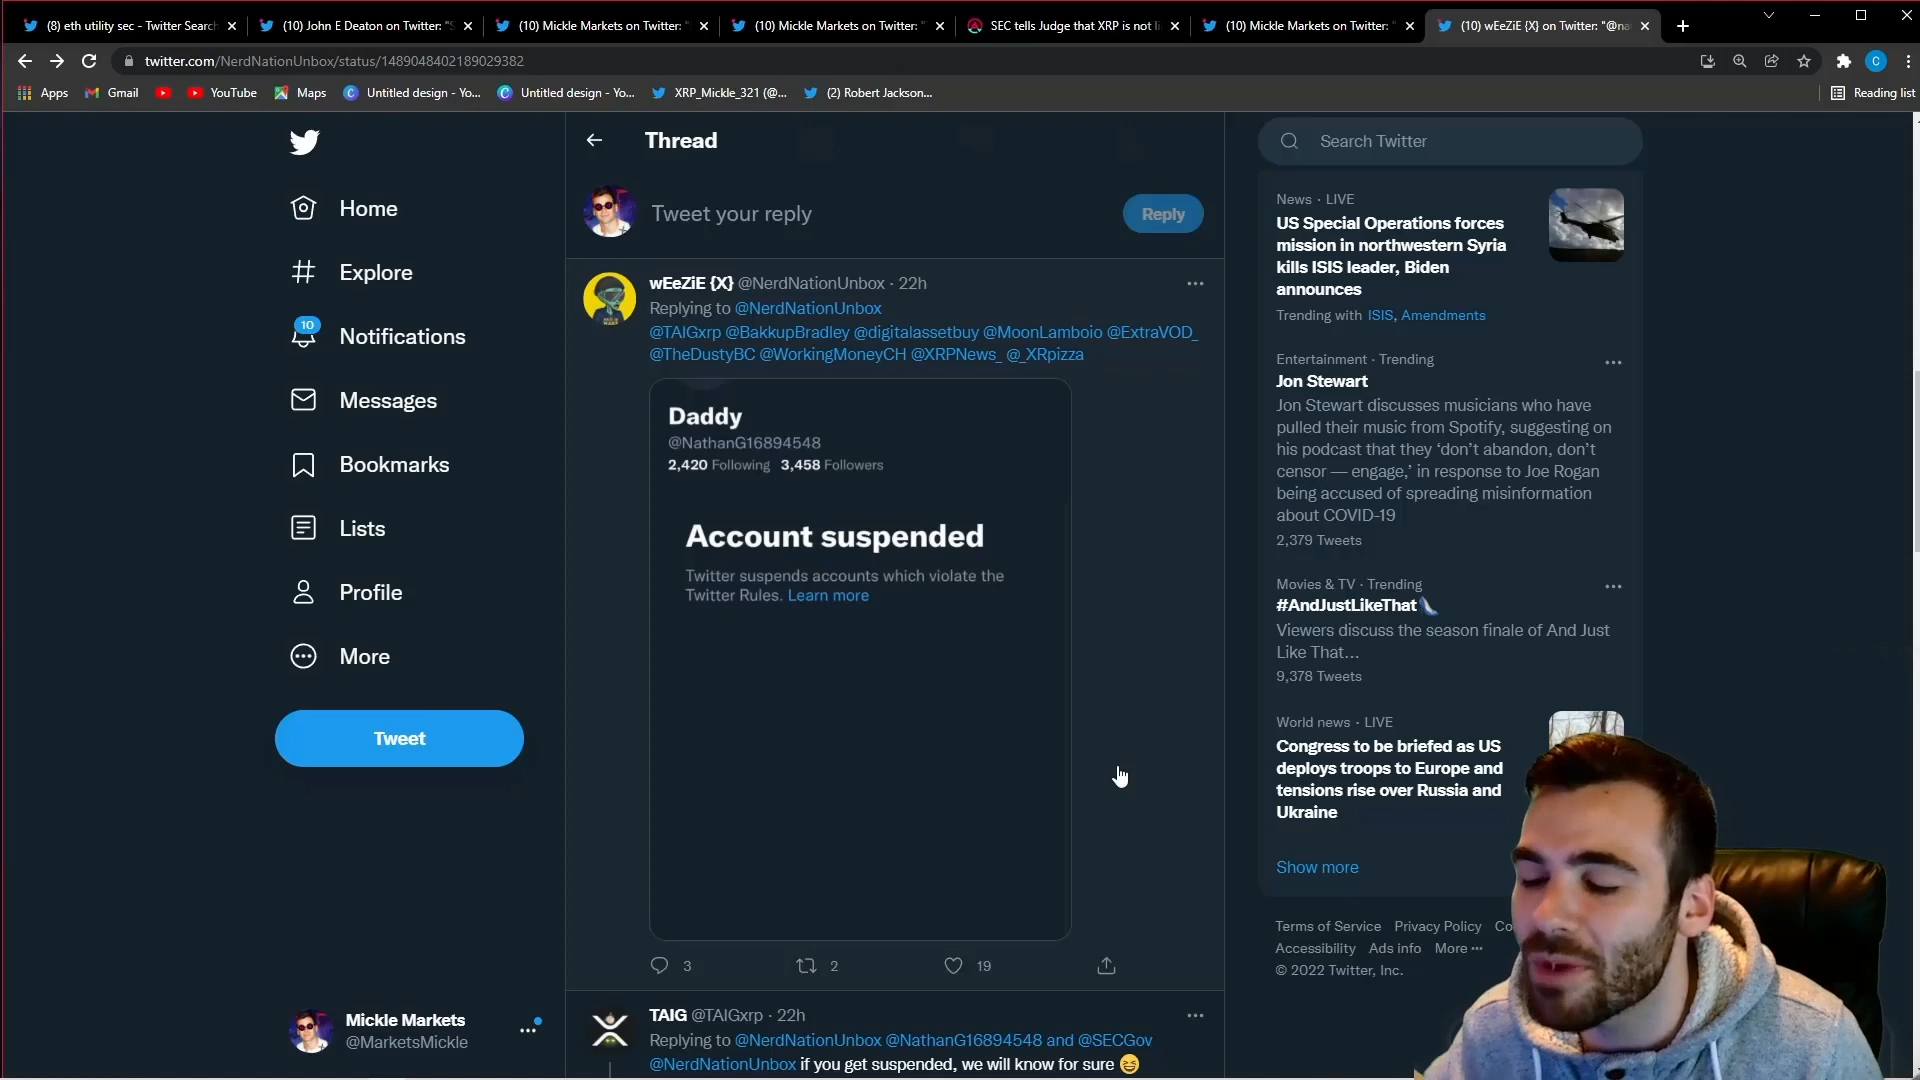 (8) eth utility sec - Twitter Search
(10) John E Deaton on Twitter: "S
(10) Mickle Markets on Twitter: "
(10) Mickle Markets on Twitter: "
SEC tells Judge that XRP is not li
(10) Mickle Markets on Twitter: "
(10) wEeZiE {X} on Twitter: "@na
twitter.com/NerdNationUnbox/status/1489048402189029382
C
Apps
Gmail
YouTube
Maps
Untitled design - Yo...
Untitled design - Yo...
XRP_Mickle_321 (@...
(2) Robert Jackson...
Reading list
Home
Explore
10
Notifications
Messages
Bookmarks
Lists
Profile
More
Tweet
Mickle Markets
@MarketsMickle
Thread
Tweet your reply
Reply
wEeZiE {X} @NerdNationUnbox · 22h
Replying to @NerdNationUnbox
@TAIGxrp @BakkupBradley @digitalassetbuy @MoonLamboio @ExtraVOD_
@TheDustyBC @WorkingMoneyCH @XRPNews_ @_XRpizza
Daddy
@NathanG16894548
2,420 Following 3,458 Followers
Account suspended
Twitter suspends accounts which violate the
Twitter Rules. Learn more
3
2
19
TAIG @TAIGxrp · 22h
Replying to @NerdNationUnbox @NathanG16894548 and @SECGov
@NerdNationUnbox if you get suspended, we will know for sure 😆
Search Twitter
News · LIVE
US Special Operations forces
mission in northwestern Syria
kills ISIS leader, Biden
announces
Trending with ISIS, Amendments
Entertainment · Trending
Jon Stewart
Jon Stewart discusses musicians who have
pulled their music from Spotify, suggesting on
his podcast that they ‘don’t abandon, don’t
censor — engage,’ in response to Joe Rogan
being accused of spreading misinformation
about COVID-19
2,379 Tweets
Movies & TV · Trending
#AndJustLikeThat
Viewers discuss the season finale of And Just
Like That…
9,378 Tweets
World news · LIVE
Congress to be briefed as US
deploys troops to Europe and
tensions rise over Russia and
Ukraine
Show more
Terms of Service Privacy Policy Co
Accessibility Ads info More ···
© 2022 Twitter, Inc.